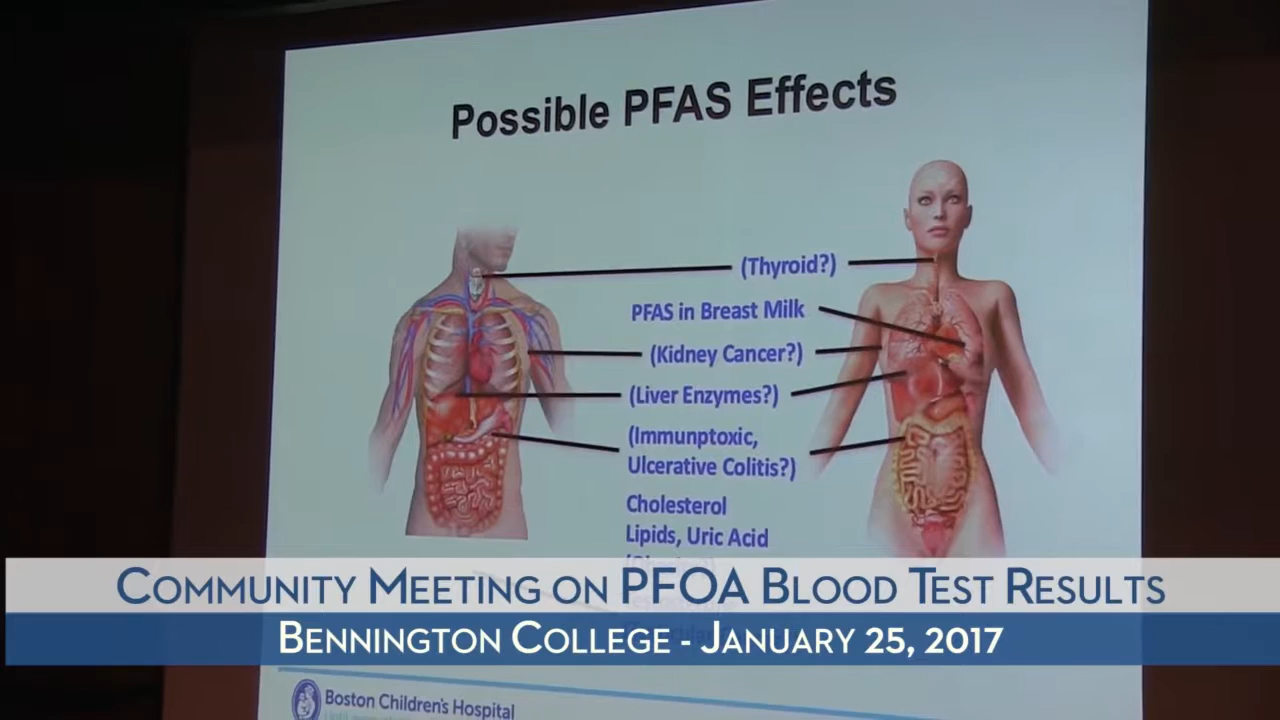 Possible PFAS Effects
(Thyroid?)
PFAS in Breast Milk
(Kidney Cancer?)
(Liver Enzymes?)
(Immunptoxic,
Ulcerative Colitis?)
Cholesterol
Lipids, Uric Acid
COMMUNITY MEETING ON PFOA BLOOD TEST RESULTS
BENNINGTON COLLEGE - JANUARY 25, 2017
Boston Children's Hospital